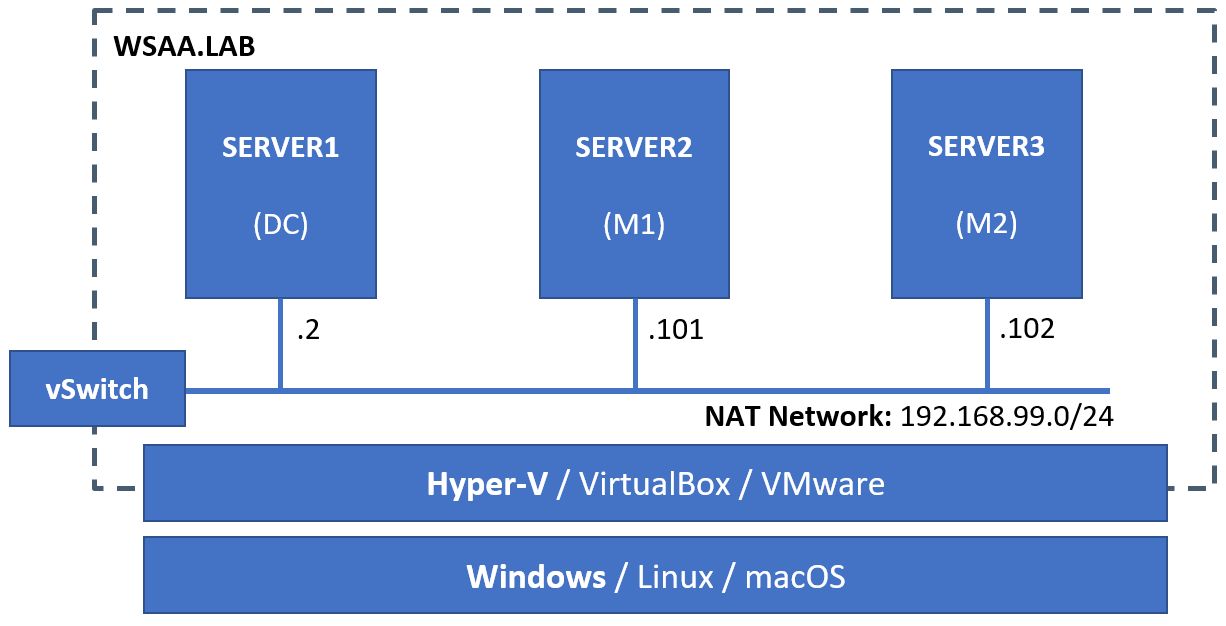 WSAA.LAB
SERVER1
(DC)
SERVER2
(M1)
SERVER3
(M2)
.2
.101
.102
vSwitch
NAT Network: 192.168.99.0/24
Hyper-V / VirtualBox / VMware
Windows / Linux / macOS